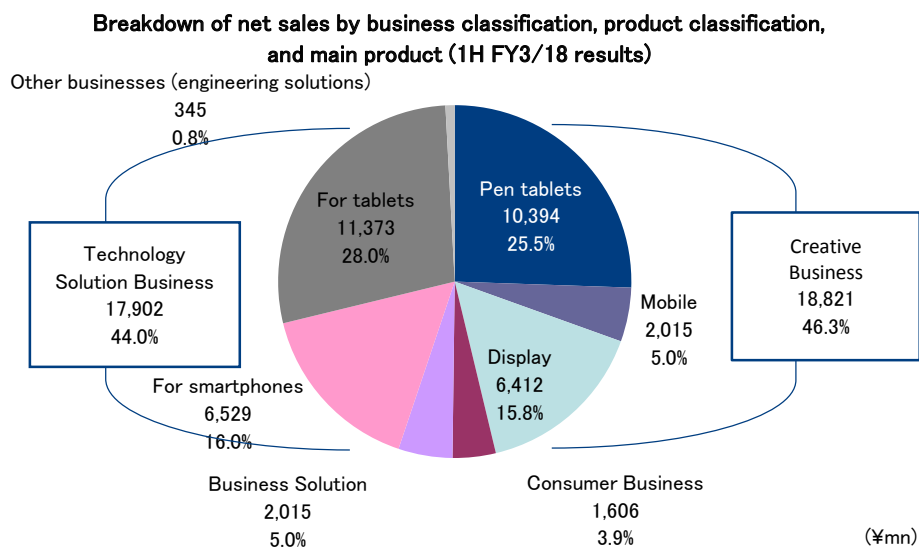 Breakdown of net sales by business classification, product classification,
and main product (1H FY3/18 results)
Other businesses (engineering solutions)
345
0.8%
Pen tablets
10,394
25.5%
For tablets
11,373
28.0%
Technology
Solution Business
17,902
44.0%
Creative
Business
18,821
46.3%
Mobile
2,015
5.0%
Display
6,412
15.8%
For smartphones
6,529
16.0%
Business Solution
2,015
5.0%
Consumer Business
1,606
3.9%
(¥mn)